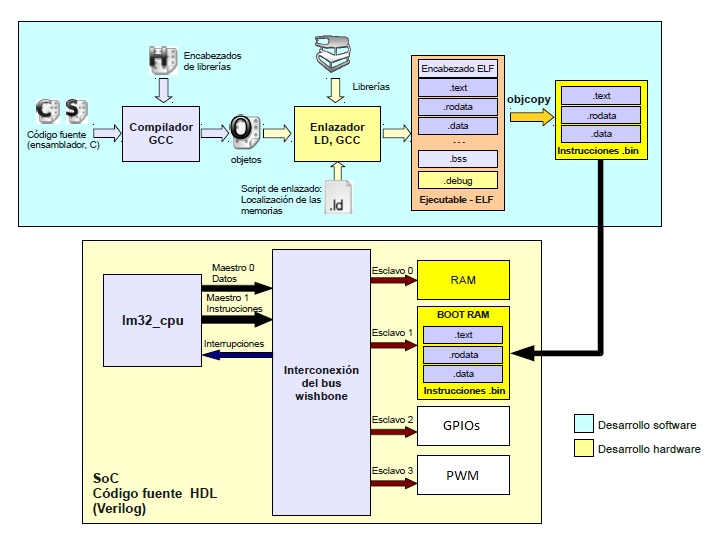 H
Encabezados
de librerías
Librerías
C S
Código fuente
(ensamblador, C)
Compilador
GCC
O
objetos
Enlazador
LD, GCC
Script de enlazado:
Localización de las
memorias
.ld
Encabezado ELF
.text
.rodata
.data
---
.bss
.debug
Ejecutable - ELF
objcopy
.text
.rodata
.data
Instrucciones .bin
lm32_cpu
Maestro 0
Datos
Maestro 1
Instrucciones
Interrupciones
Interconexión
del bus
wishbone
Esclavo 0
RAM
Esclavo 1
BOOT RAM
.text
.rodata
.data
Instrucciones .bin
Esclavo 2
GPIOs
Esclavo 3
PWM
SoC
Código fuente HDL
(Verilog)
Desarrollo software
Desarrollo hardware